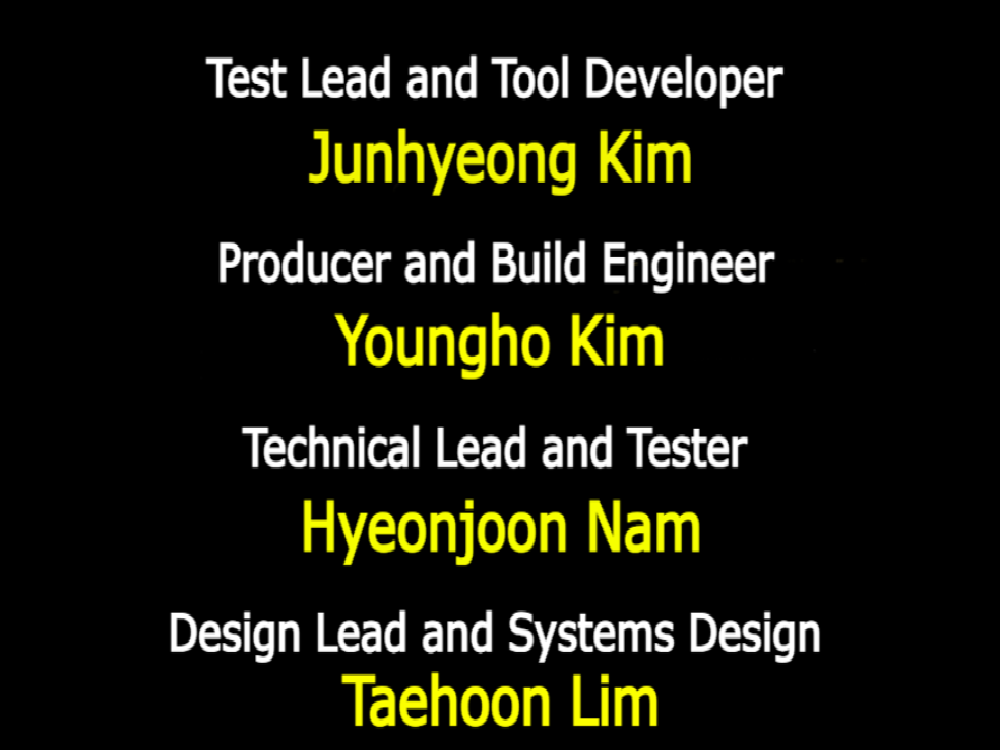 Test Lead and Tool Developer
Junhyeong Kim
Producer and Build Engineer
Youngho Kim
Technical Lead and Tester
Hyeonjoon Nam
Design Lead and Systems Design
Taehoon Lim